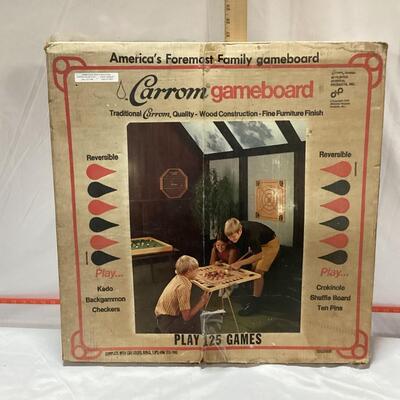 America's Foremost Family gameboard
Carrom gameboard
Traditional Carrom Quality - Wood Construction - Fine Furniture Finish
Reversible
Reversible
Play...
Play...
Kedo
Backgammon
Checkers
Crokinole
Shuffle Board
Ten Pins
PLAY 125 GAMES